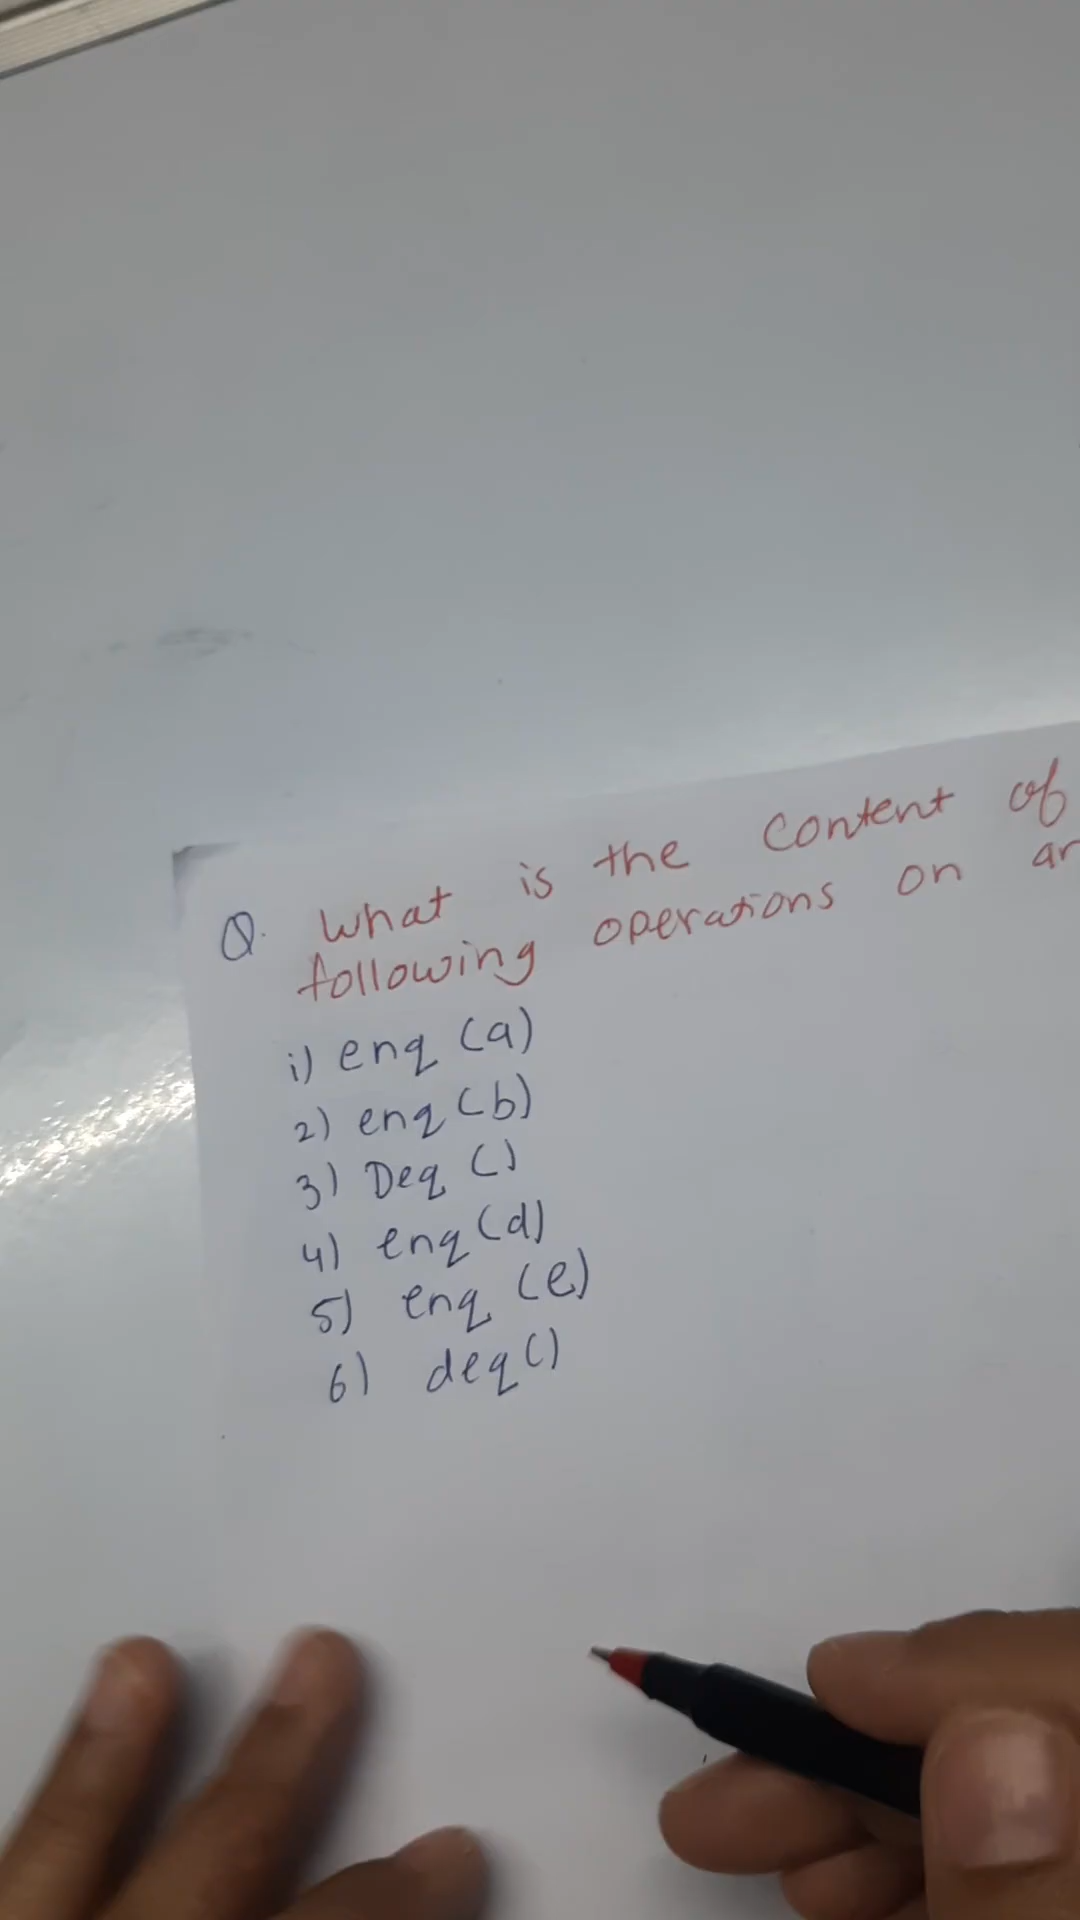 Q. What is the content of
following operations on
i) enq (a)
2) enq (b)
3) Deq ()
4) enq (d)
5) enq (e)
6) deq ()